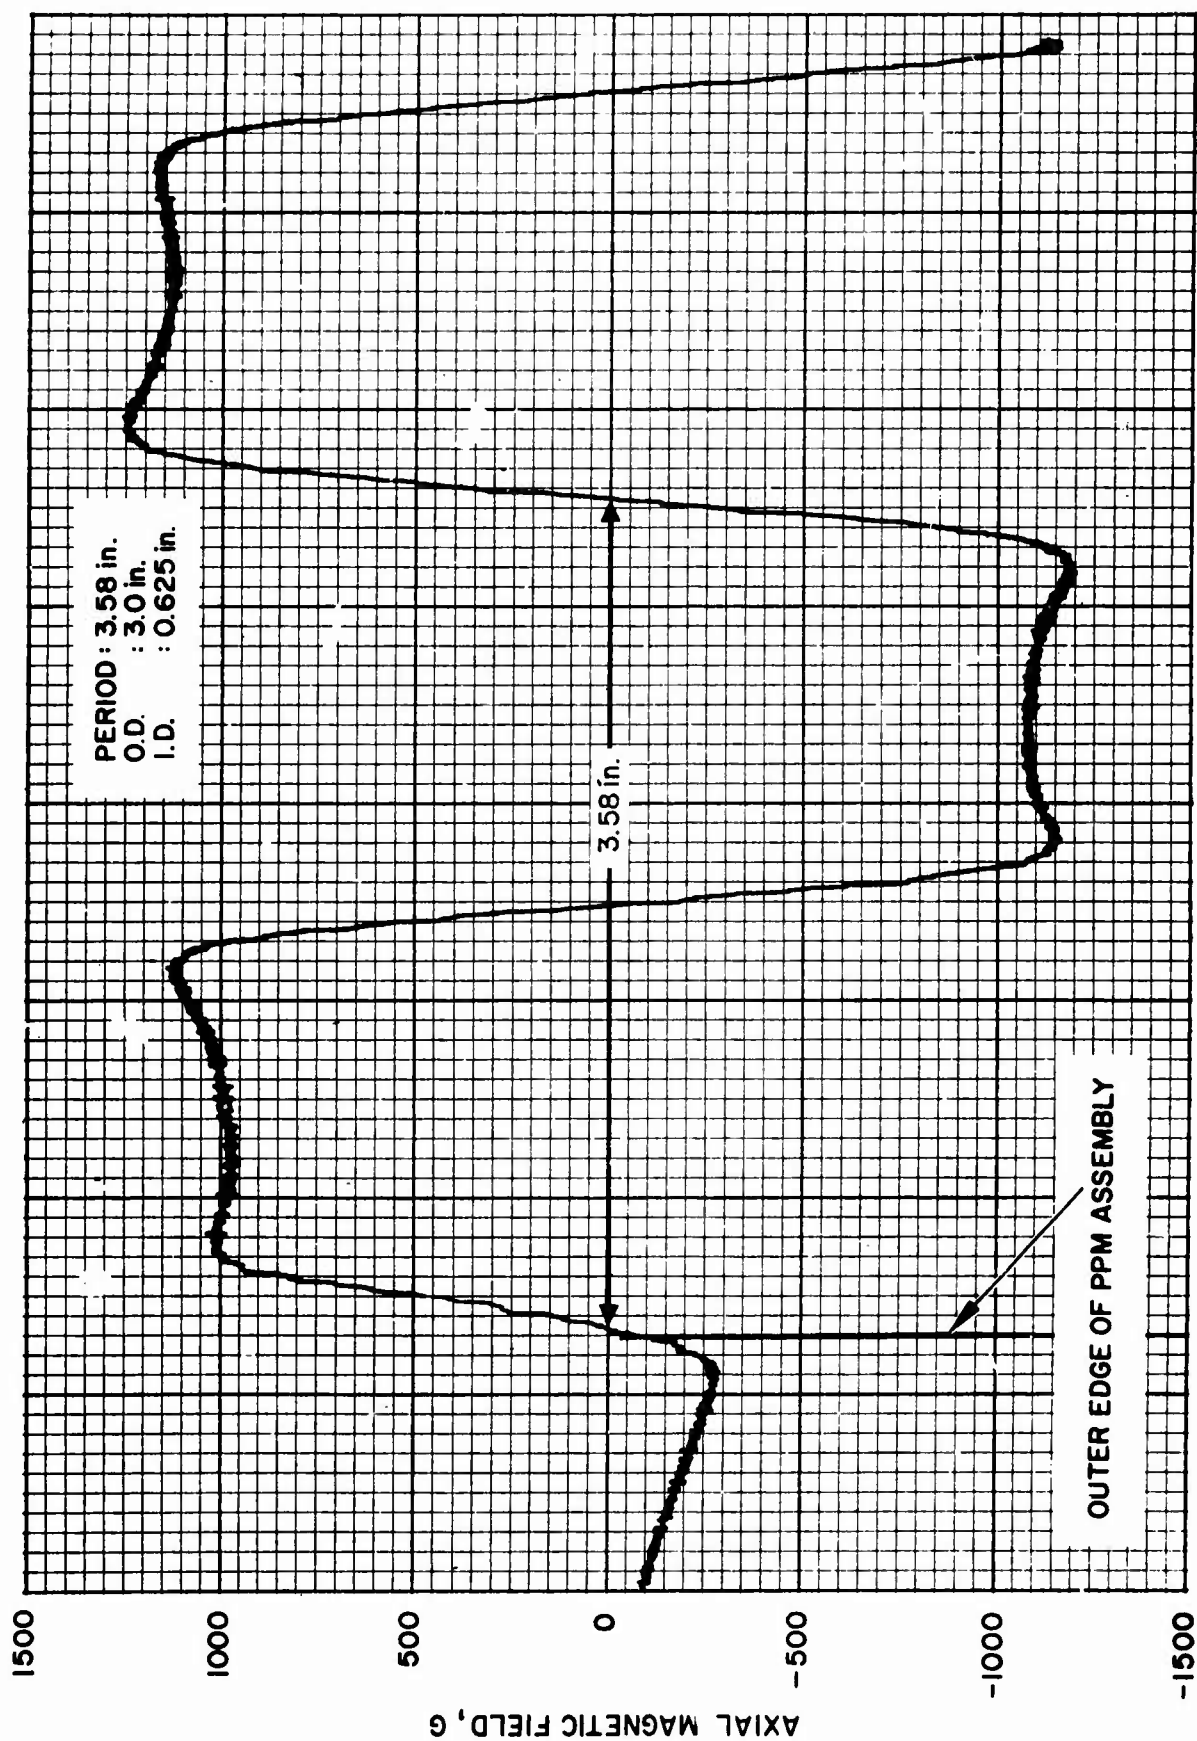 PERIOD : 3.58 in.
O.D. : 3.0 in.
I.D. : 0.625 in.
3.58 in.
OUTER EDGE OF PPM ASSEMBLY
AXIAL MAGNETIC FIELD, G
1500
1000
500
0
-500
-1000
-1500